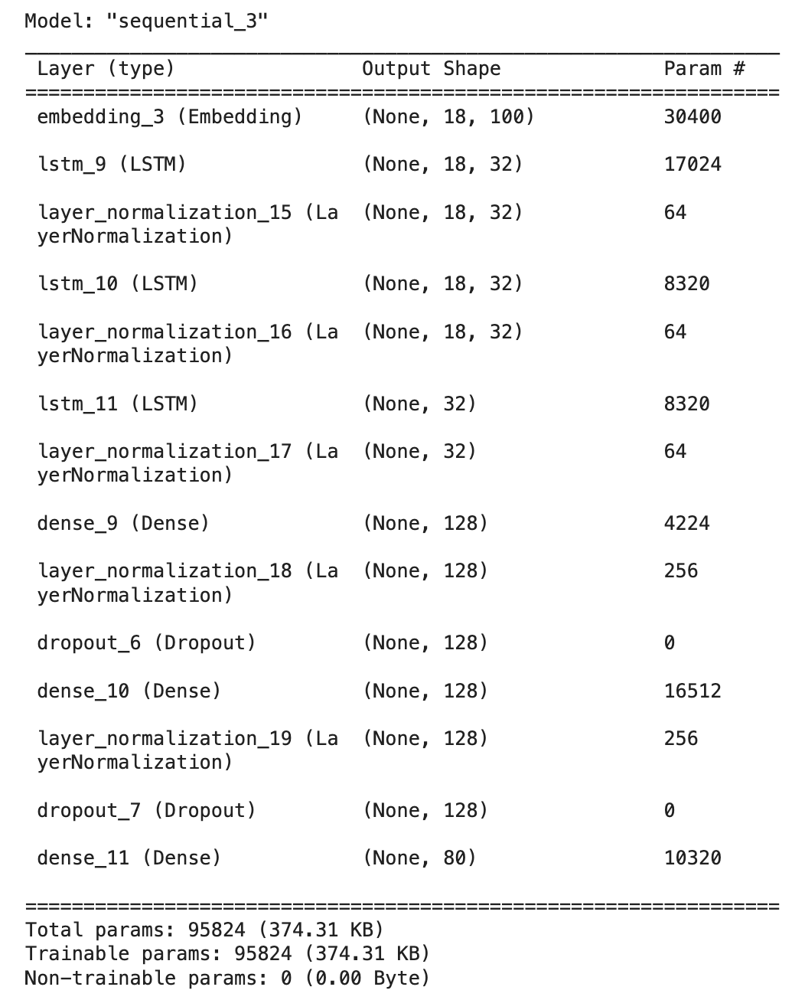 Model: "sequential_3"
Layer (type) Output Shape Param #
embedding_3 (Embedding) (None, 18, 100) 30400
lstm_9 (LSTM) (None, 18, 32) 17024
layer_normalization_15 (La (None, 18, 32) 64
yerNormalization)
lstm_10 (LSTM) (None, 18, 32) 8320
layer_normalization_16 (La (None, 18, 32) 64
yerNormalization)
lstm_11 (LSTM) (None, 32) 8320
layer_normalization_17 (La (None, 32) 64
yerNormalization)
dense_9 (Dense) (None, 128) 4224
layer_normalization_18 (La (None, 128) 256
yerNormalization)
dropout_6 (Dropout) (None, 128) 0
dense_10 (Dense) (None, 128) 16512
layer_normalization_19 (La (None, 128) 256
yerNormalization)
dropout_7 (Dropout) (None, 128) 0
dense_11 (Dense) (None, 80) 10320
Total params: 95824 (374.31 KB)
Trainable params: 95824 (374.31 KB)
Non-trainable params: 0 (0.00 Byte)